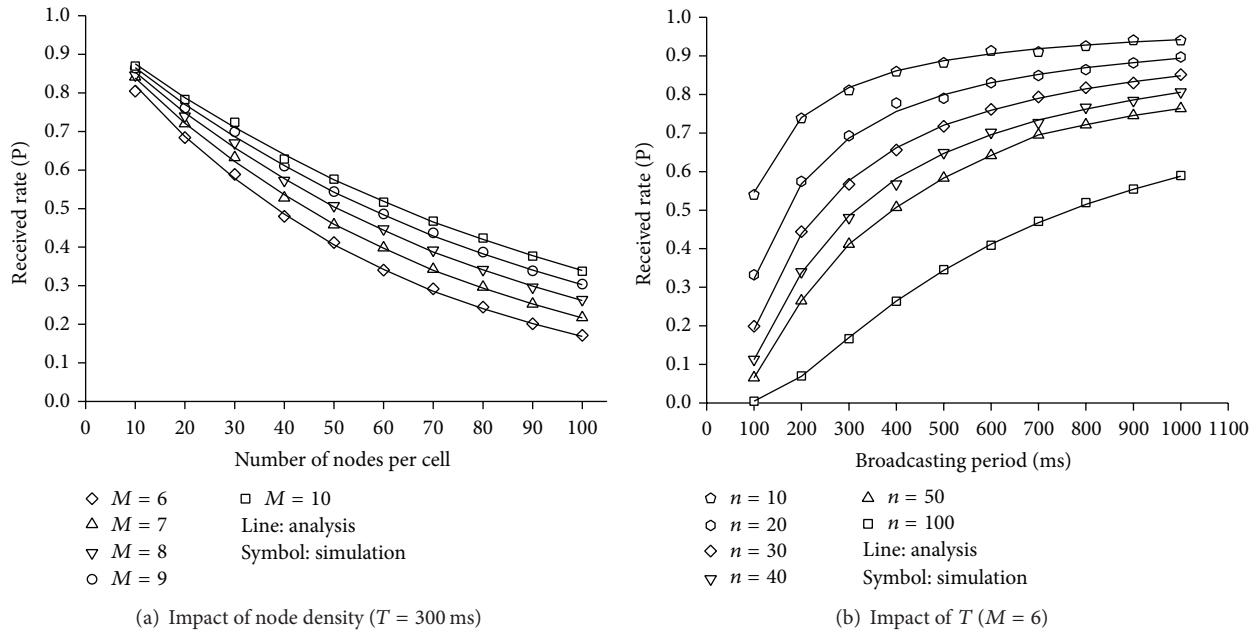 1.0
0.9
0.8
0.7
0.6
0.5
0.4
0.3
0.2
0.1
0.0
Received rate (P)
0 10 20 30 40 50 60 70 80 90 100
Number of nodes per cell
M = 6
M = 7
M = 8
M = 9
M = 10
Line: analysis
Symbol: simulation
(a) Impact of node density (T = 300 ms)
1.0
0.9
0.8
0.7
0.6
0.5
0.4
0.3
0.2
0.1
0.0
Received rate (P)
0 100 200 300 400 500 600 700 800 900 1000 1100
Broadcasting period (ms)
n = 10
n = 20
n = 30
n = 40
n = 50
n = 100
Line: analysis
Symbol: simulation
(b) Impact of T (M = 6)